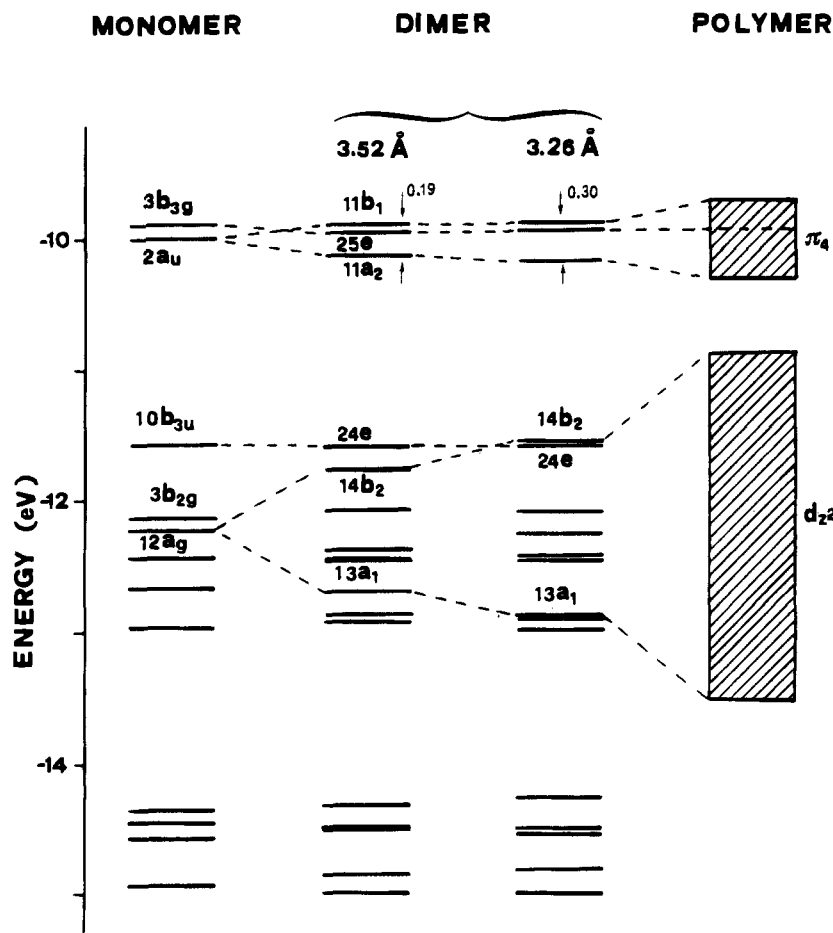 MONOMER DIMER POLYMER
3.52 Å 3.26 Å
3b3g 11b1 0.19 0.30
-10
2au 25e π4
11a2
10b3u 24e 14b2
14b2 24e
3b2g
-12
12ag dz2
13a1 13a1
ENERGY (eV)
-14